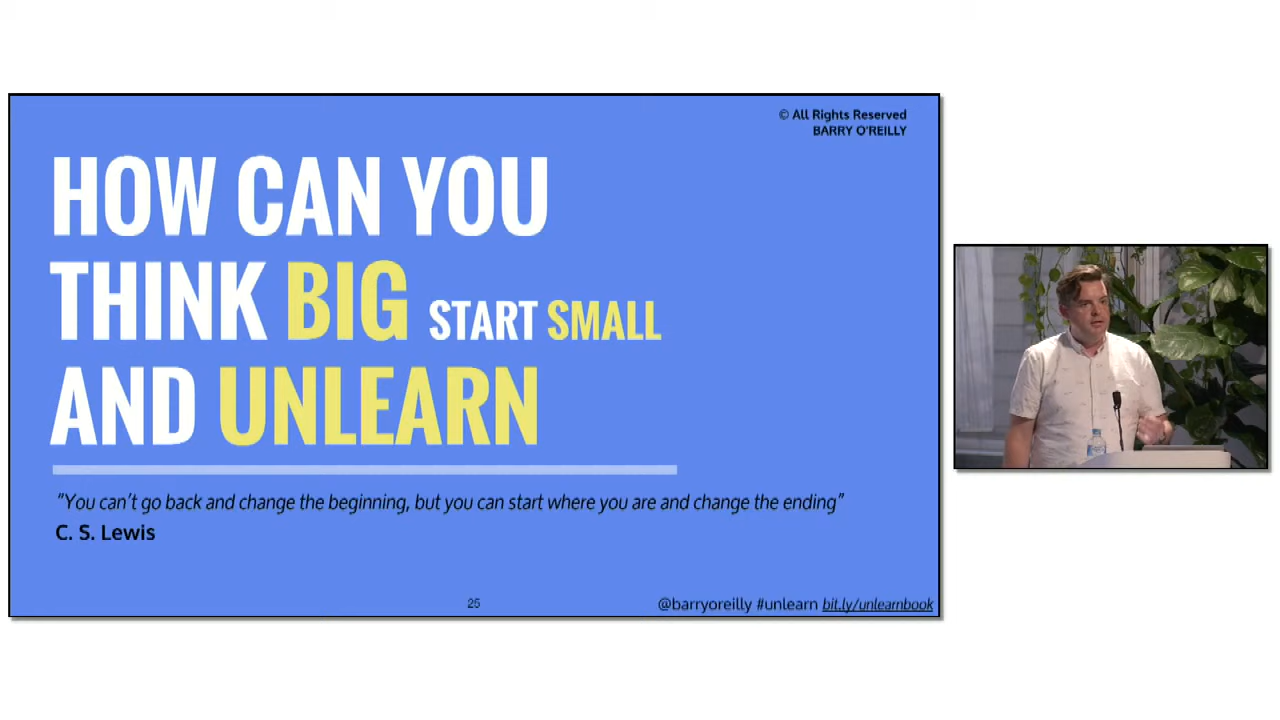 © All Rights Reserved
BARRY O'REILLY
HOW CAN YOU
THINK BIG START SMALL
AND UNLEARN
“You can’t go back and change the beginning, but you can start where you are and change the ending”
C. S. Lewis
25
@barryoreilly #unlearn bit.ly/unlearnbook